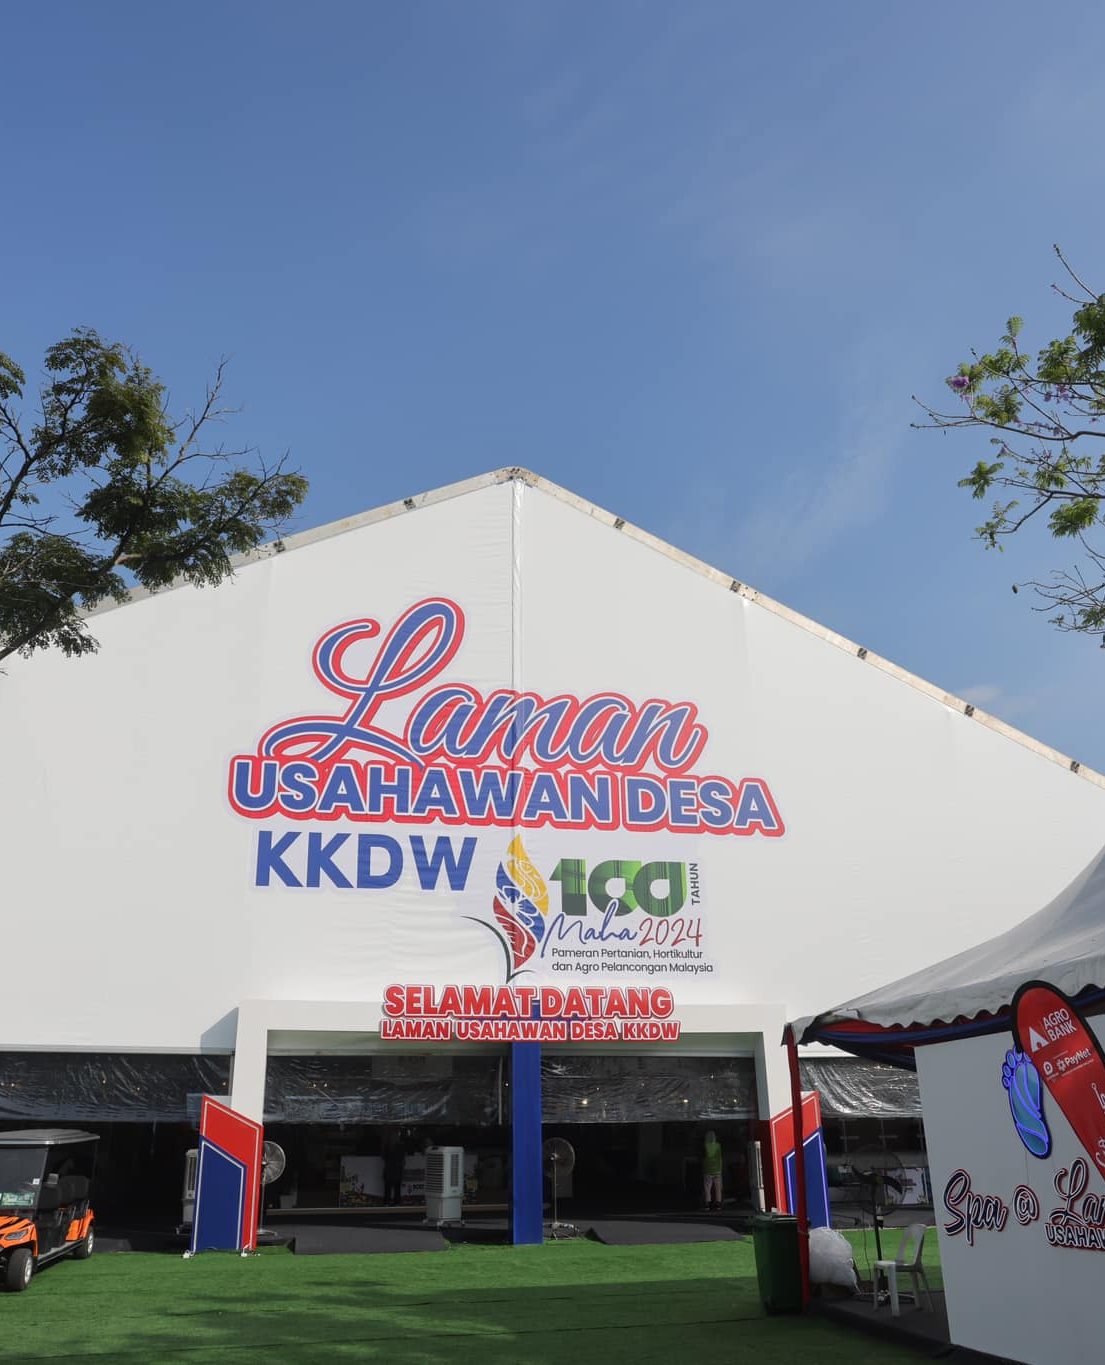 Laman
USAHAWAN DESA
KKDW
100
TAHUN
Maha 2024
Pameran Pertanian, Hortikultur
dan Agro Pelancongan Malaysia
SELAMAT DATANG
LAMAN USAHAWAN DESA KKDW
AGRO
BANK
PayNet
Spa @ La
USAHAW